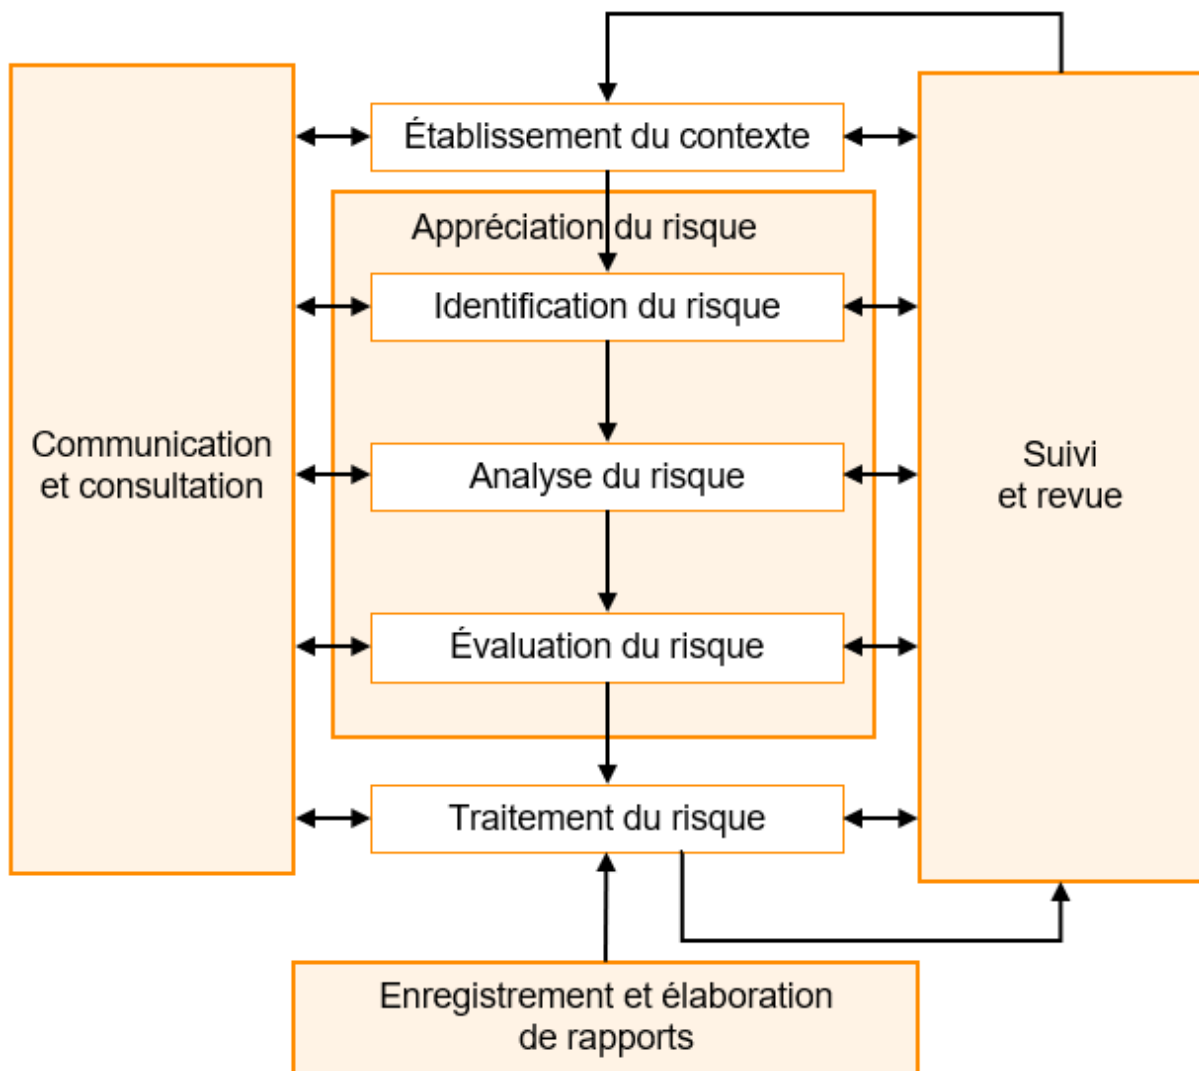 Établissement du contexte
Appréciation du risque
Identification du risque
Communication
et consultation
Analyse du risque
Suivi
et revue
Évaluation du risque
Traitement du risque
Enregistrement et élaboration
de rapports